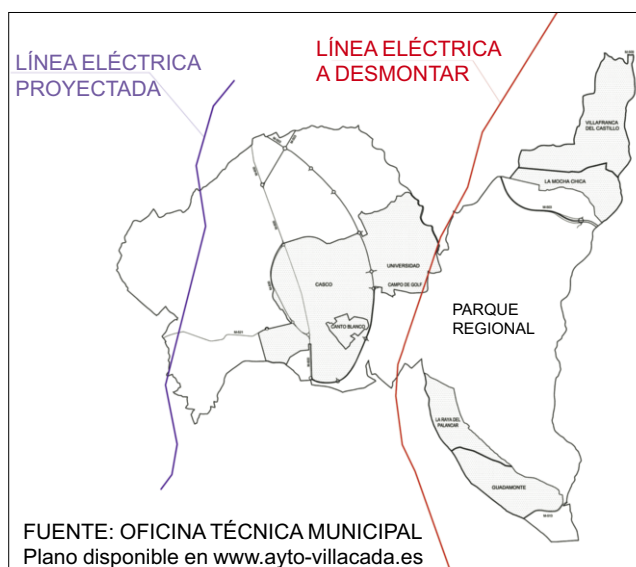 LÍNEA ELÉCTRICA
PROYECTADA
LÍNEA ELÉCTRICA
A DESMONTAR
VILLAFRANCA
DEL CASTILLO
LA MOCHA CHICA
UNIVERSIDAD
CAMPO DE GOLF
CASCO
CANTO BLANCO
PARQUE
REGIONAL
LA RAYA DEL
PALANCAR
GUADAMONTE
FUENTE: OFICINA TÉCNICA MUNICIPAL
Plano disponible en www.ayto-villacada.es